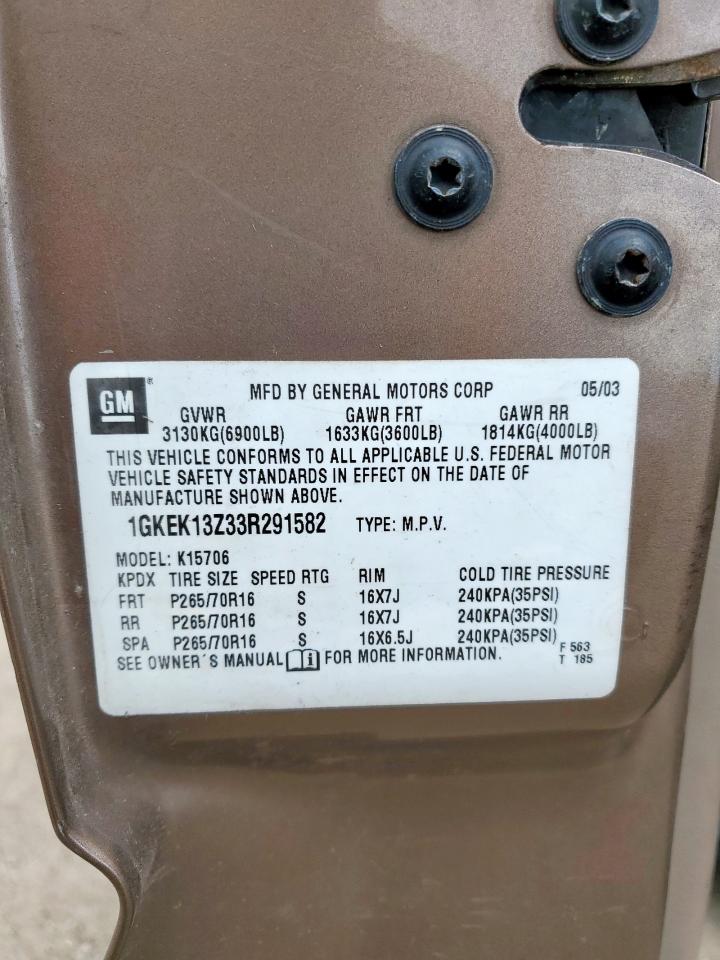 GM ® MFD BY GENERAL MOTORS CORP 05/03
GVWR GAWR FRT GAWR RR
3130KG(6900LB) 1633KG(3600LB) 1814KG(4000LB)
THIS VEHICLE CONFORMS TO ALL APPLICABLE U.S. FEDERAL MOTOR
VEHICLE SAFETY STANDARDS IN EFFECT ON THE DATE OF
MANUFACTURE SHOWN ABOVE.
1GKEK13Z33R291582 TYPE: M.P.V.
MODEL: K15706
KPDX TIRE SIZE SPEED RTG RIM COLD TIRE PRESSURE
FRT P265/70R16 S 16X7J 240KPA(35PSI)
RR P265/70R16 S 16X7J 240KPA(35PSI)
SPA P265/70R16 S 16X6.5J 240KPA(35PSI)
SEE OWNER'S MANUAL i FOR MORE INFORMATION.
F 563
T 185